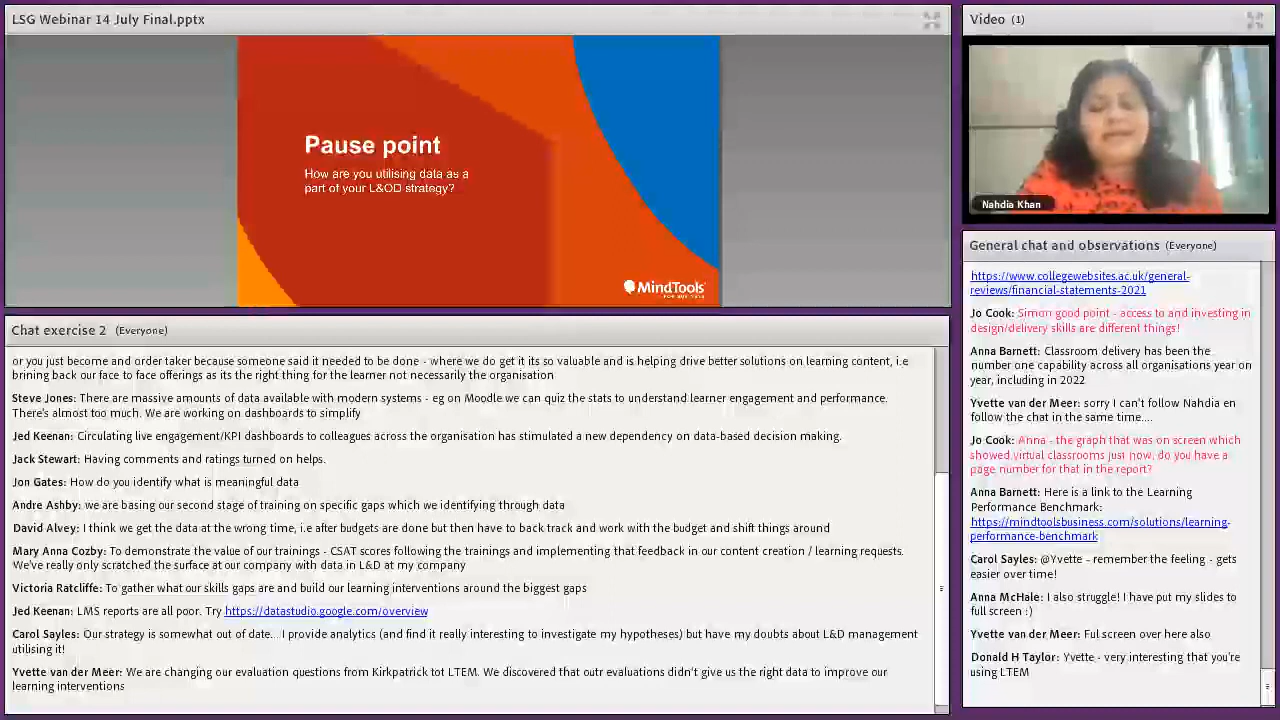 LSG Webinar 14 July Final.pptx
Pause point
How are you utilising data as a
part of your L&OD strategy?
MindTools
Video (1)
Nahdia Khan
Chat exercise 2 (Everyone)
or you just become and order taker because someone said it needed to be done - where we do get it its so valuable and is helping drive better solutions on learning content, i.e
brining back our face to face offerings as its the right thing for the learner not necessarily the organisation
Steve Jones: There are massive amounts of data available with modern systems - eg on Moodle we can quiz the stats to understand learner engagement and performance.
There's almost too much. We are working on dashboards to simplify
Jed Keenan: Circulating live engagement/KPI dashboards to colleagues across the organisation has stimulated a new dependency on data-based decision making.
Jack Stewart: Having comments and ratings turned on helps.
Jon Gates: How do you identify what is meaningful data
Andre Ashby: we are basing our second stage of training on specific gaps which we identifying through data
David Alvey: I think we get the data at the wrong time, i.e after budgets are done but then have to back track and work with the budget and shift things around
Mary Anna Cozby: To demonstrate the value of our trainings - CSAT scores following the trainings and implementing that feedback in our content creation / learning requests.
We've really only scratched the surface at our company with data in L&D at my company
Victoria Ratcliffe: To gather what our skills gaps are and build our learning interventions around the biggest gaps
Jed Keenan: LMS reports are all poor. Try https://datastudio.google.com/overview
Carol Sayles: Our strategy is somewhat out of date... I provide analytics (and find it really interesting to investigate my hypotheses) but have my doubts about L&D management
utilising it!
Yvette van der Meer: We are changing our evaluation questions from Kirkpatrick tot LTEM. We discovered that outr evaluations didn't give us the right data to improve our
learning interventions
General chat and observations (Everyone)
https://www.collegewebsites.ac.uk/general-
reviews/financial-statements-2021
Jo Cook: Simon good point - access to and investing in
design/delivery skills are different things!
Anna Barnett: Classroom delivery has been the
number one capability across all organisations year on
year, including in 2022
Yvette van der Meer: sorry I can't follow Nahdia en
follow the chat in the same time....
Jo Cook: Anna - the graph that was on screen which
showed virtual classrooms just now, do you have a
page number for that in the report?
Anna Barnett: Here is a link to the Learning
Performance Benchmark:
https://mindtoolsbusiness.com/solutions/learning-
performance-benchmark
Carol Sayles: @Yvette - remember the feeling - gets
easier over time!
Anna McHale: I also struggle! I have put my slides to
full screen :)
Yvette van der Meer: Ful screen over here also
Donald H Taylor: Yvette - very interesting that you're
using LTEM